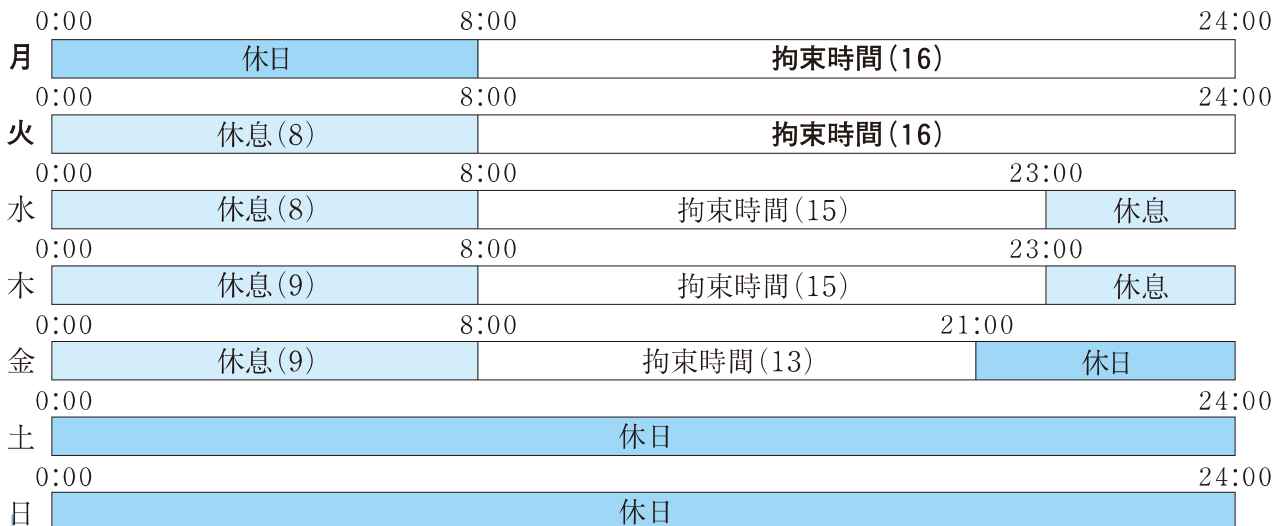 0:00 8:00 24:00
月 休日 拘束時間(16)
0:00 8:00 24:00
火 休息(8) 拘束時間(16)
0:00 8:00 23:00
水 休息(8) 拘束時間(15) 休息
0:00 8:00 23:00
木 休息(9) 拘束時間(15) 休息
0:00 8:00 21:00
金 休息(9) 拘束時間(13) 休日
0:00 24:00
土 休日
0:00 24:00
日 休日